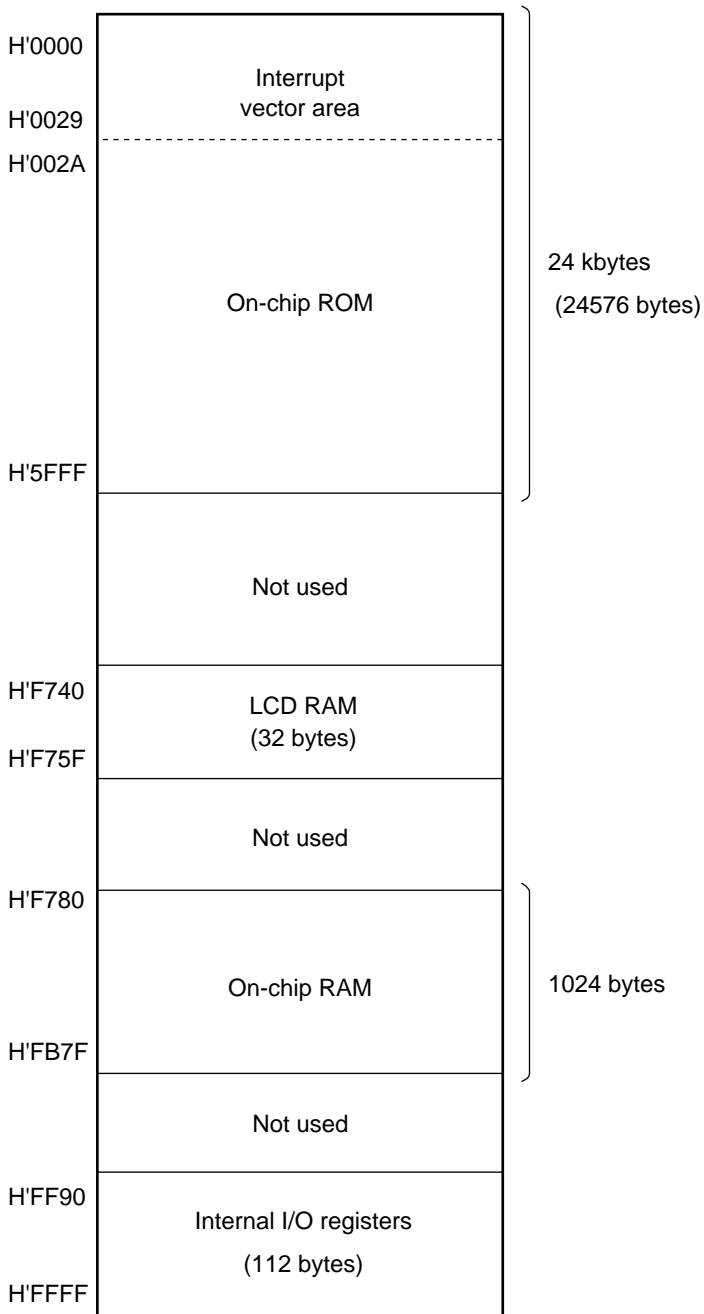 H'0000
Interrupt
vector area
H'0029
H'002A
24 kbytes
(24576 bytes)
On-chip ROM
H'5FFF
Not used
H'F740
LCD RAM
(32 bytes)
H'F75F
Not used
H'F780
On-chip RAM
1024 bytes
H'FB7F
Not used
H'FF90
Internal I/O registers
(112 bytes)
H'FFFF